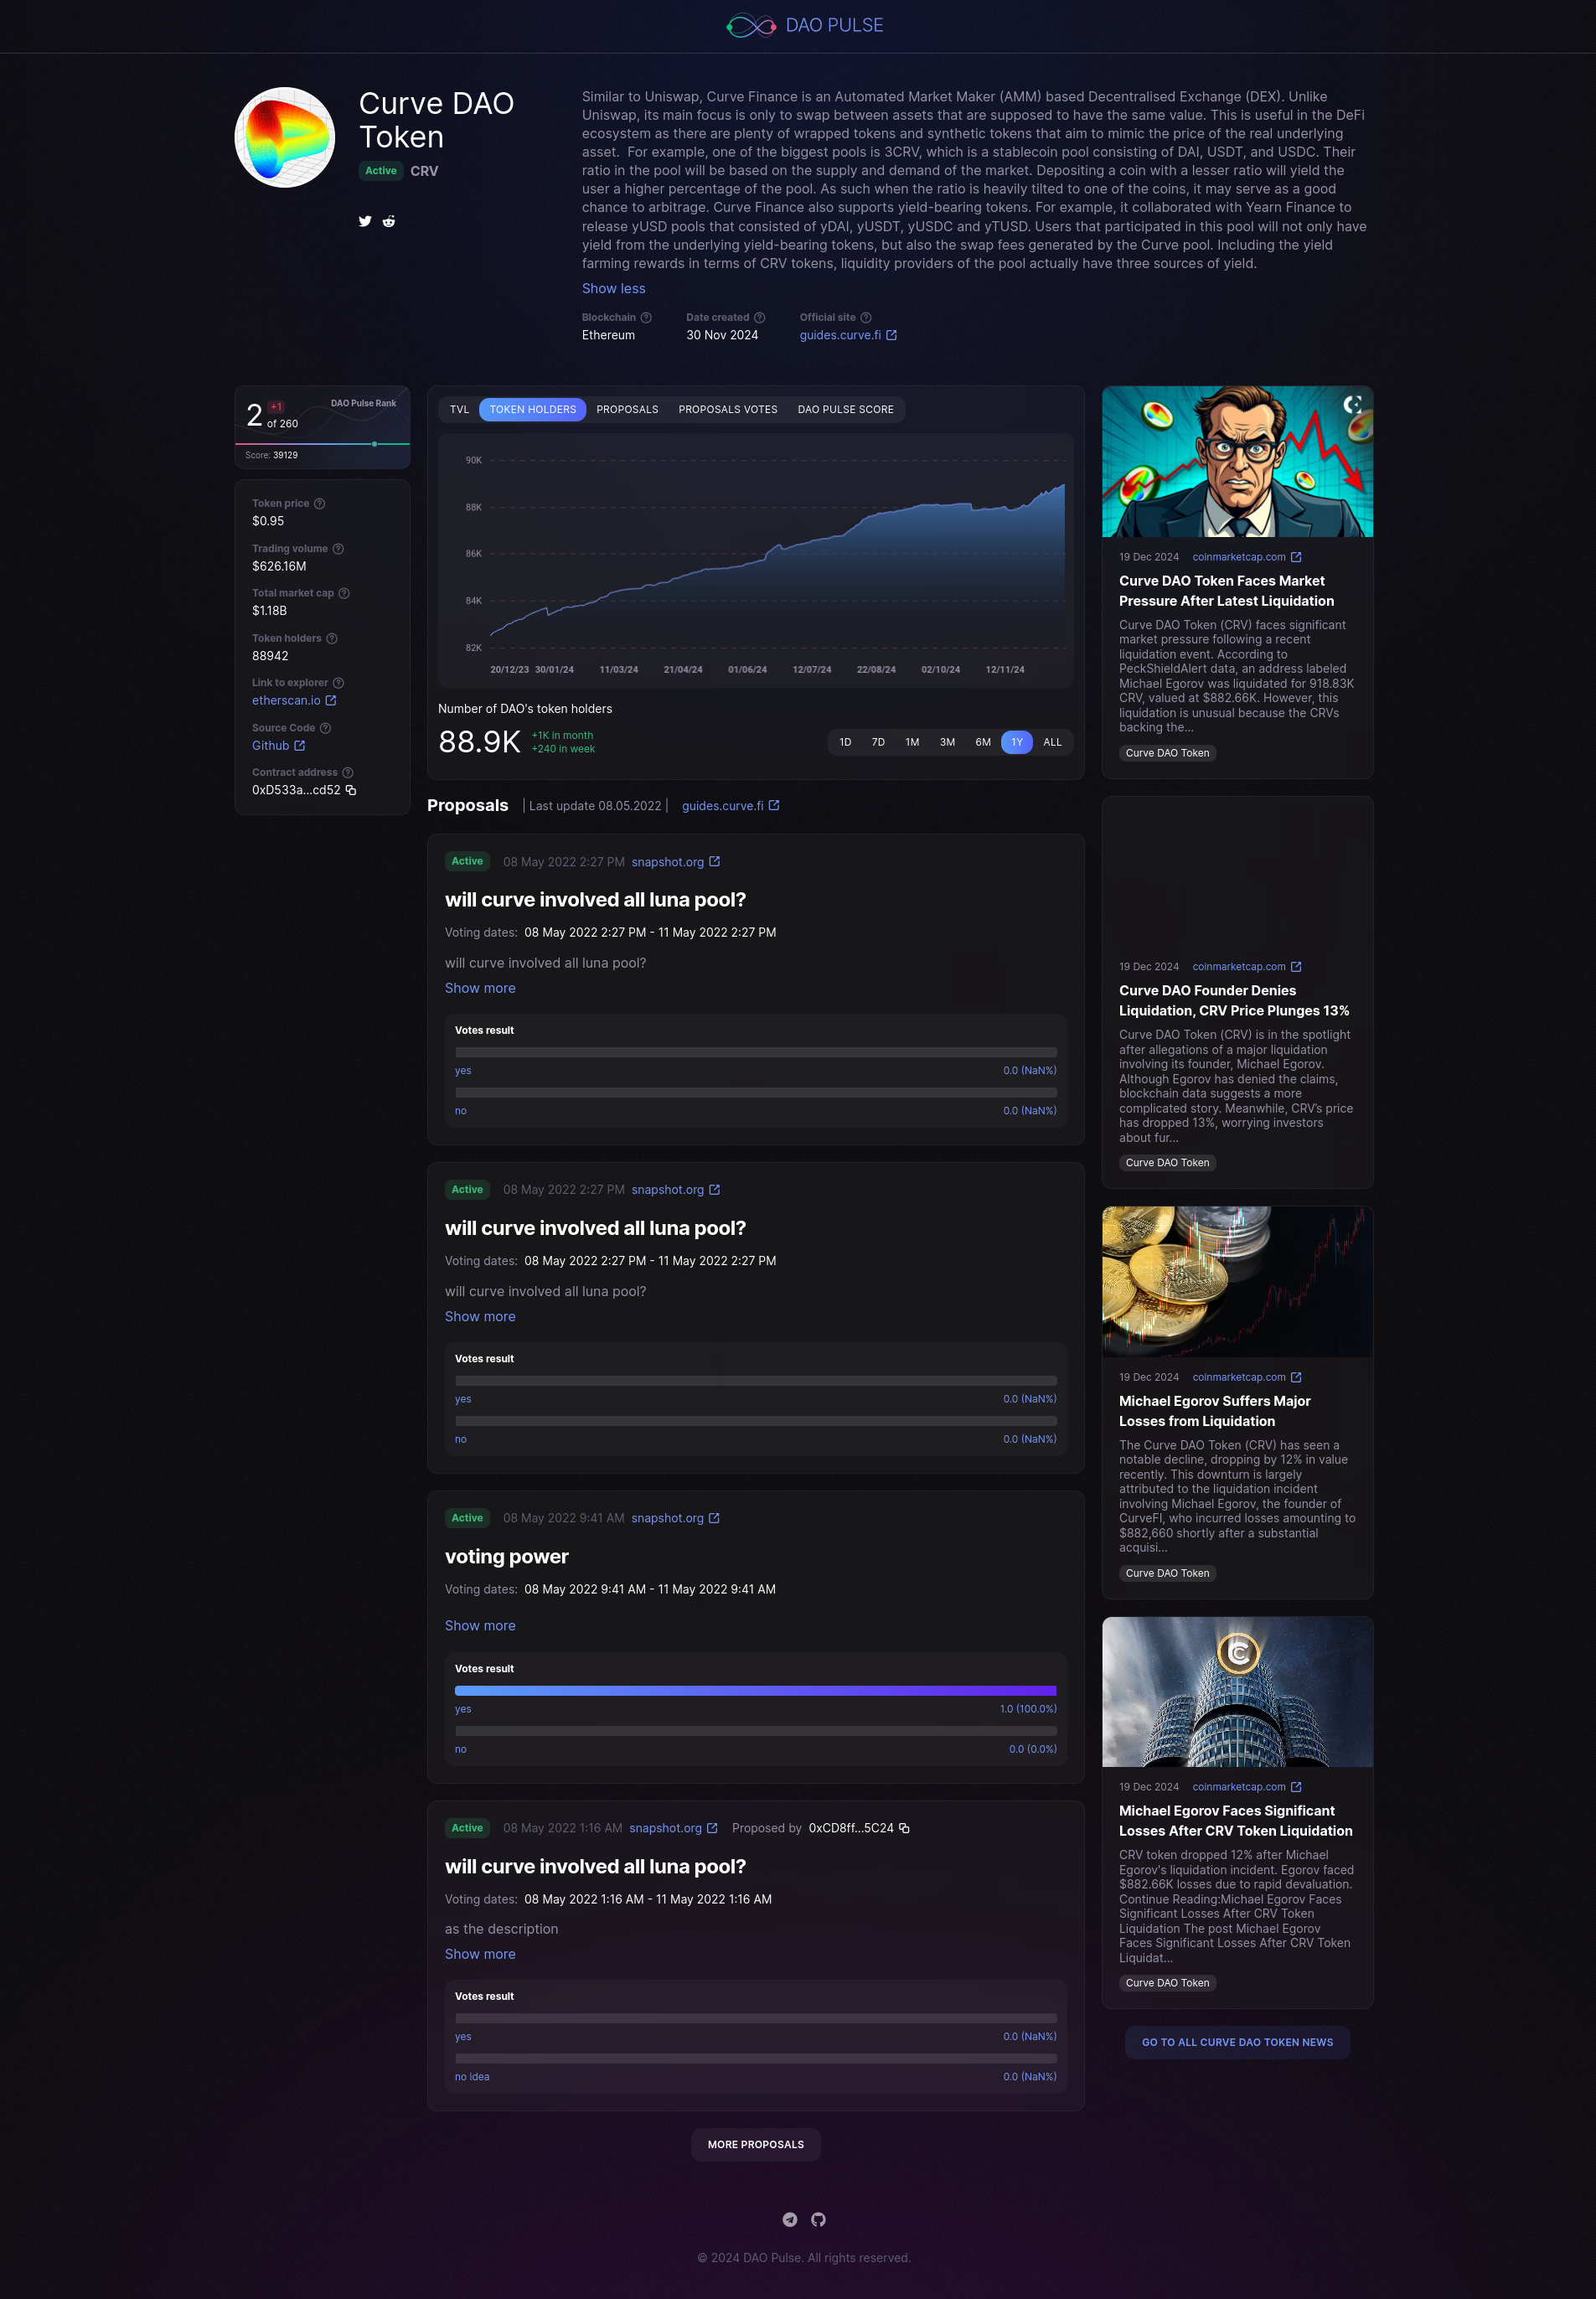 DAO PULSE
Curve DAO
Token
Active CRV
Similar to Uniswap, Curve Finance is an Automated Market Maker (AMM) based Decentralised Exchange (DEX). Unlike
Uniswap, its main focus is only to swap between assets that are supposed to have the same value. This is useful in the DeFi
ecosystem as there are plenty of wrapped tokens and synthetic tokens that aim to mimic the price of the real underlying
asset.  For example, one of the biggest pools is 3CRV, which is a stablecoin pool consisting of DAI, USDT, and USDC. Their
ratio in the pool will be based on the supply and demand of the market. Depositing a coin with a lesser ratio will yield the
user a higher percentage of the pool. As such when the ratio is heavily tilted to one of the coins, it may serve as a good
chance to arbitrage. Curve Finance also supports yield-bearing tokens. For example, it collaborated with Yearn Finance to
release yUSD pools that consisted of yDAI, yUSDT, yUSDC and yTUSD. Users that participated in this pool will not only have
yield from the underlying yield-bearing tokens, but also the swap fees generated by the Curve pool. Including the yield
farming rewards in terms of CRV tokens, liquidity providers of the pool actually have three sources of yield.
Show less
Blockchain Date created Official site
Ethereum 30 Nov 2024 guides.curve.fi
2 +1 of 260
DAO Pulse Rank
Score: 39129
Token price
$0.95
Trading volume
$626.16M
Total market cap
$1.18B
Token holders
88942
Link to explorer
etherscan.io
Source Code
Github
Contract address
0xD533a...cd52
TVL TOKEN HOLDERS PROPOSALS PROPOSALS VOTES DAO PULSE SCORE
90K
88K
86K
84K
82K
20/12/23 30/01/24 11/03/24 21/04/24 01/06/24 12/07/24 22/08/24 02/10/24 12/11/24
Number of DAO's token holders
88.9K
+1K in month
+240 in week
1D 7D 1M 3M 6M 1Y ALL
Proposals | Last update 08.05.2022 | guides.curve.fi
Active 08 May 2022 2:27 PM snapshot.org
will curve involved all luna pool?
Voting dates: 08 May 2022 2:27 PM - 11 May 2022 2:27 PM
will curve involved all luna pool?
Show more
Votes result
yes 0.0 (NaN%)
no 0.0 (NaN%)
Active 08 May 2022 2:27 PM snapshot.org
will curve involved all luna pool?
Voting dates: 08 May 2022 2:27 PM - 11 May 2022 2:27 PM
will curve involved all luna pool?
Show more
Votes result
yes 0.0 (NaN%)
no 0.0 (NaN%)
Active 08 May 2022 9:41 AM snapshot.org
voting power
Voting dates: 08 May 2022 9:41 AM - 11 May 2022 9:41 AM
Show more
Votes result
yes 1.0 (100.0%)
no 0.0 (0.0%)
Active 08 May 2022 1:16 AM snapshot.org Proposed by 0xCD8ff...5C24
will curve involved all luna pool?
Voting dates: 08 May 2022 1:16 AM - 11 May 2022 1:16 AM
as the description
Show more
Votes result
yes 0.0 (NaN%)
no idea 0.0 (NaN%)
MORE PROPOSALS
19 Dec 2024 coinmarketcap.com
Curve DAO Token Faces Market
Pressure After Latest Liquidation
Curve DAO Token (CRV) faces significant
market pressure following a recent
liquidation event. According to
PeckShieldAlert data, an address labeled
Michael Egorov was liquidated for 918.83K
CRV, valued at $882.66K. However, this
liquidation is unusual because the CRVs
backing the...
Curve DAO Token
19 Dec 2024 coinmarketcap.com
Curve DAO Founder Denies
Liquidation, CRV Price Plunges 13%
Curve DAO Token (CRV) is in the spotlight
after allegations of a major liquidation
involving its founder, Michael Egorov.
Although Egorov has denied the claims,
blockchain data suggests a more
complicated story. Meanwhile, CRV’s price
has dropped 13%, worrying investors
about fur...
Curve DAO Token
19 Dec 2024 coinmarketcap.com
Michael Egorov Suffers Major
Losses from Liquidation
The Curve DAO Token (CRV) has seen a
notable decline, dropping by 12% in value
recently. This downturn is largely
attributed to the liquidation incident
involving Michael Egorov, the founder of
CurveFI, who incurred losses amounting to
$882,660 shortly after a substantial
acquisi...
Curve DAO Token
19 Dec 2024 coinmarketcap.com
Michael Egorov Faces Significant
Losses After CRV Token Liquidation
CRV token dropped 12% after Michael
Egorov's liquidation incident. Egorov faced
$882.66K losses due to rapid devaluation.
Continue Reading:Michael Egorov Faces
Significant Losses After CRV Token
Liquidation The post Michael Egorov
Faces Significant Losses After CRV Token
Liquidat...
Curve DAO Token
GO TO ALL CURVE DAO TOKEN NEWS
© 2024 DAO Pulse. All rights reserved.